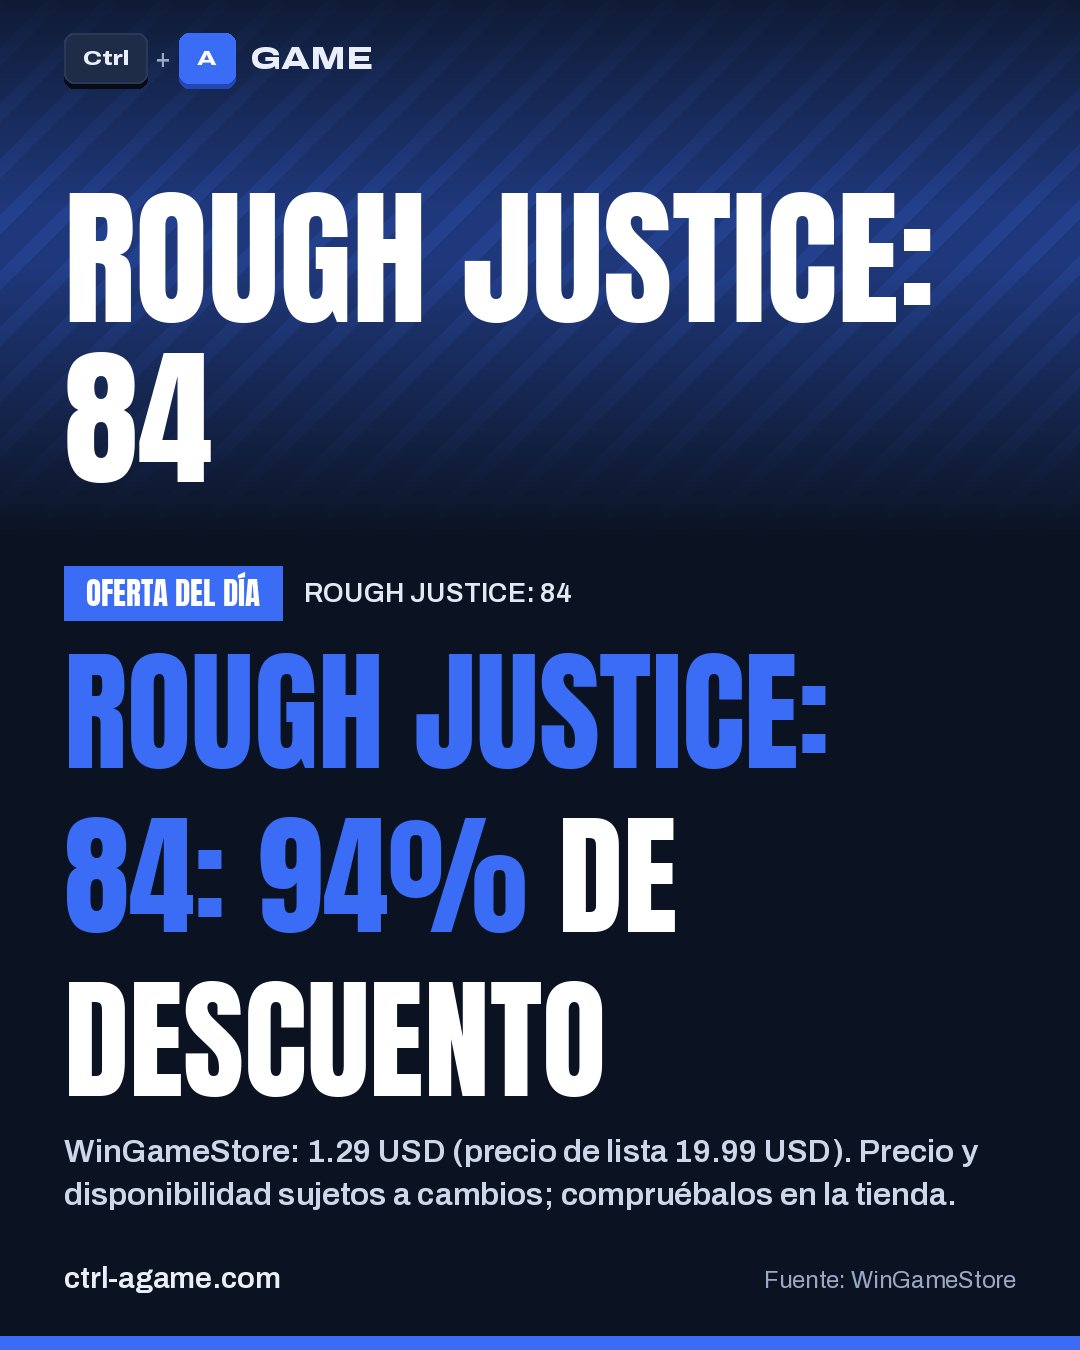 Ctrl + A GAME
ROUGH JUSTICE:
84
OFERTA DEL DÍA ROUGH JUSTICE: 84
ROUGH JUSTICE:
84: 94% DE
DESCUENTO
WinGameStore: 1.29 USD (precio de lista 19.99 USD). Precio y
disponibilidad sujetos a cambios; compruébalos en la tienda.
ctrl-agame.com Fuente: WinGameStore